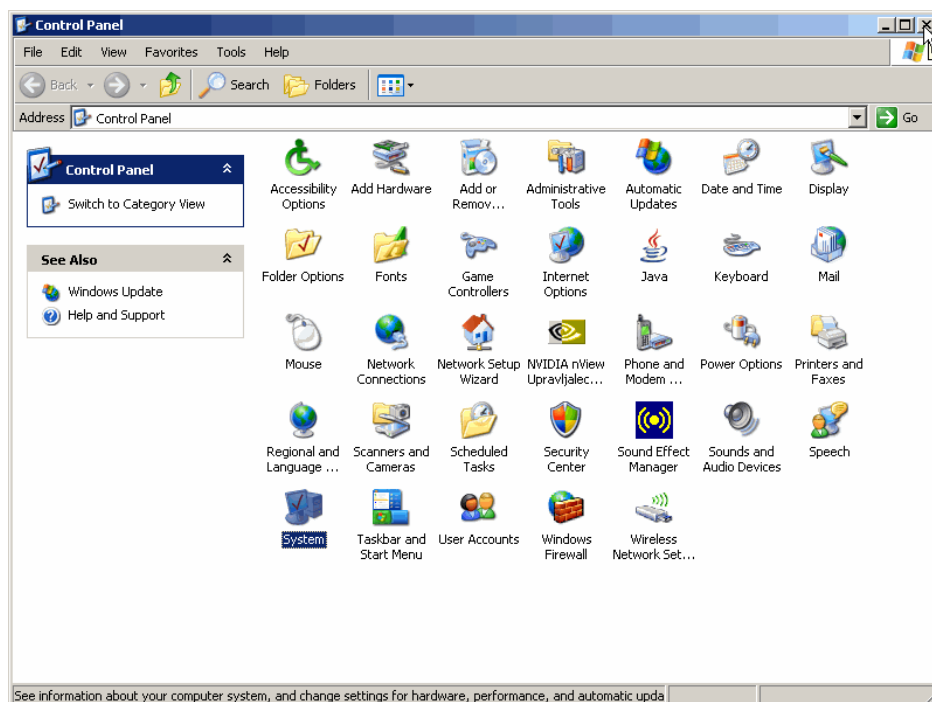 Control Panel
File Edit View Favorites Tools Help
Back Search Folders
Address Control Panel Go
Control Panel
Switch to Category View
See Also
Windows Update
Help and Support
Accessibility Options
Add Hardware
Add or Remov...
Administrative Tools
Automatic Updates
Date and Time
Display
Folder Options
Fonts
Game Controllers
Internet Options
Java
Keyboard
Mail
Mouse
Network Connections
Network Setup Wizard
NVIDIA nView Upravljalec...
Phone and Modem ...
Power Options
Printers and Faxes
Regional and Language ...
Scanners and Cameras
Scheduled Tasks
Security Center
Sound Effect Manager
Sounds and Audio Devices
Speech
System
Taskbar and Start Menu
User Accounts
Windows Firewall
Wireless Network Set...
See information about your computer system, and change settings for hardware, performance, and automatic upda